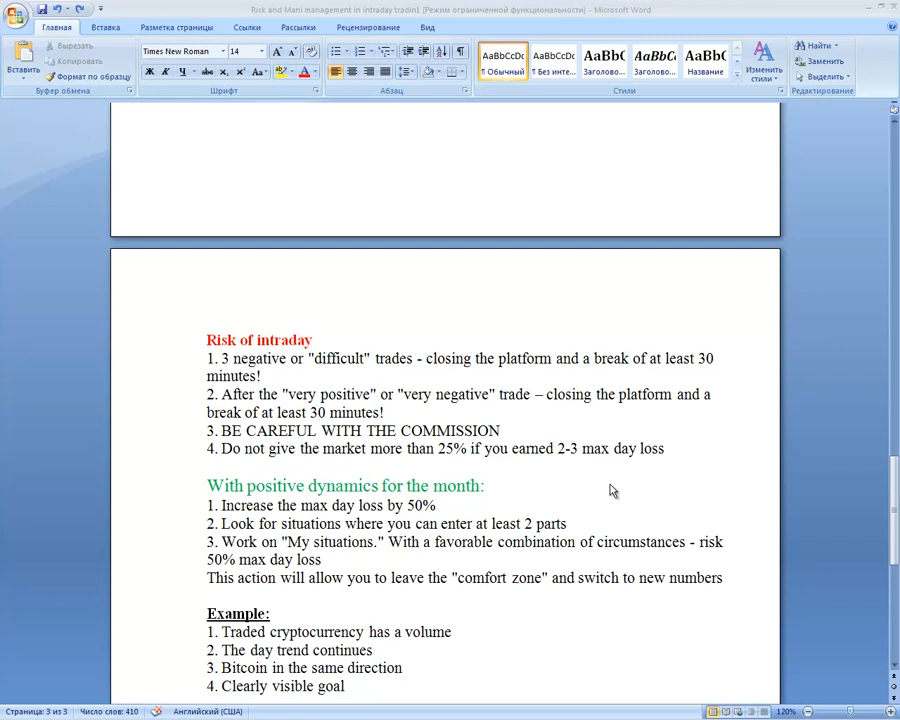 Risk and Mani management in intraday tradin1 [Режим ограниченной функциональности] - Microsoft Word
Главная Вставка Разметка страницы Ссылки Рассылки Рецензирование Вид
Вставить
Вырезать
Копировать
Формат по образцу
Буфер обмена
Times New Roman 14
Шрифт
Абзац
AaBbCcDc AaBbCcDc AaBbC AaBbCc AaBbC
¶ Обычный ¶ Без инте... Заголово... Заголово... Название
Стили
Изменить стили
Найти
Заменить
Выделить
Редактирование
Risk of intraday
1. 3 negative or "difficult" trades - closing the platform and a break of at least 30
minutes!
2. After the "very positive" or "very negative" trade – closing the platform and a
break of at least 30 minutes!
3. BE CAREFUL WITH THE COMMISSION
4. Do not give the market more than 25% if you earned 2-3 max day loss
With positive dynamics for the month:
1. Increase the max day loss by 50%
2. Look for situations where you can enter at least 2 parts
3. Work on "My situations." With a favorable combination of circumstances - risk
50% max day loss
This action will allow you to leave the "comfort zone" and switch to new numbers
Example:
1. Traded cryptocurrency has a volume
2. The day trend continues
3. Bitcoin in the same direction
4. Clearly visible goal
Страница: 3 из 3 Число слов: 410 Английский (США) 120%